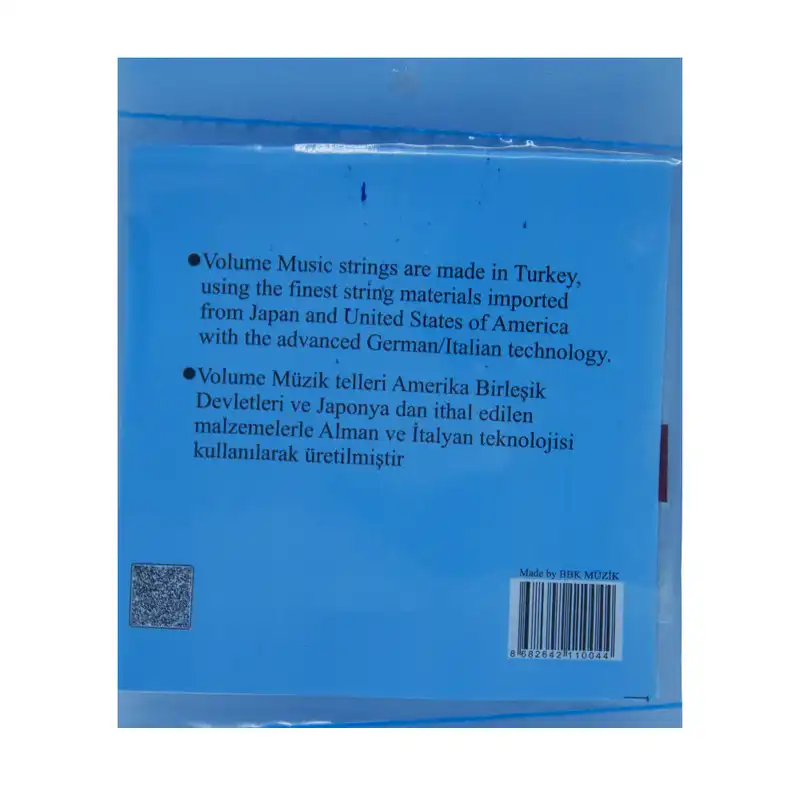 ●Volume Music strings are made in Turkey,
using the finest string materials imported
from Japan and United States of America
with the advanced German/Italian technology.
●Volume Müzik telleri Amerika Birleşik
Devletleri ve Japonya dan ithal edilen
malzemelerle Alman ve İtalyan teknolojisi
kullanılarak üretilmiştir
Made by BBK MÜZİK
8 682642 110044